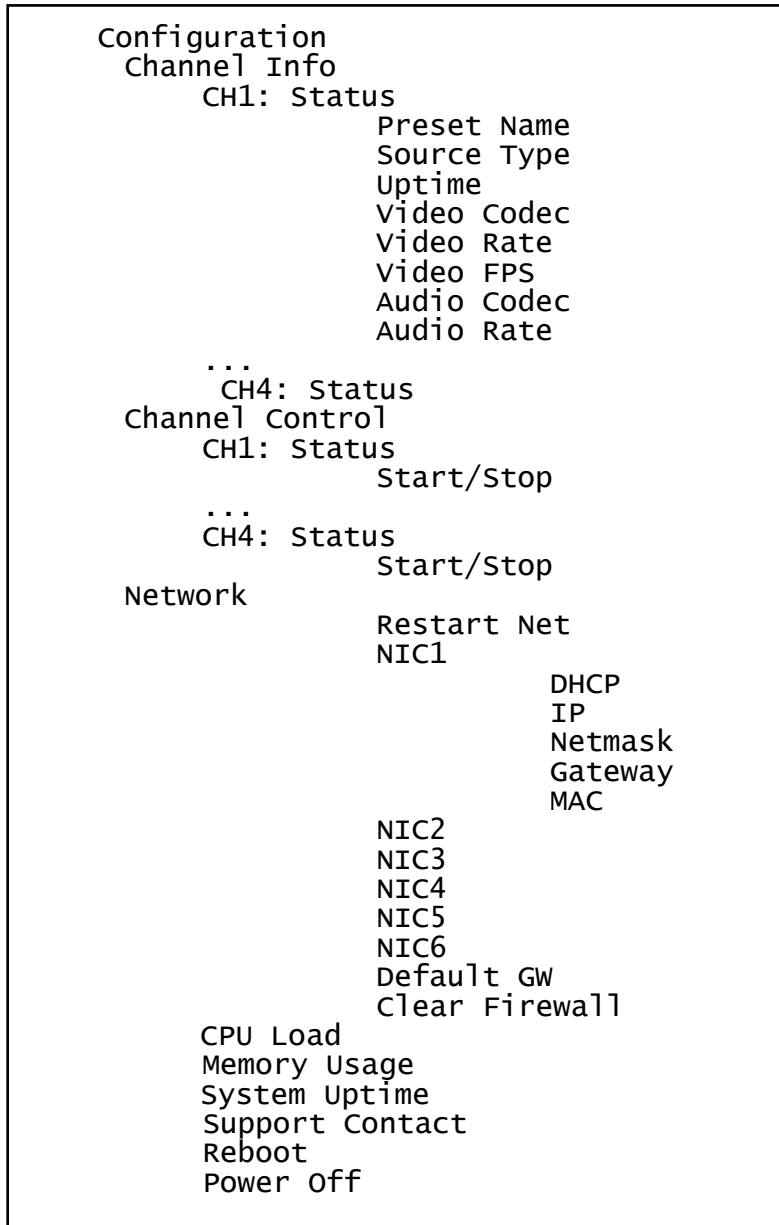 Configuration
Channel Info
CH1: Status
Preset Name
Source Type
Uptime
Video Codec
Video Rate
Video FPS
Audio Codec
Audio Rate
...
CH4: Status
Channel Control
CH1: Status
Start/Stop
...
CH4: Status
Start/Stop
Network
Restart Net
NIC1
DHCP
IP
Netmask
Gateway
MAC
NIC2
NIC3
NIC4
NIC5
NIC6
Default GW
Clear Firewall
CPU Load
Memory Usage
System Uptime
Support Contact
Reboot
Power Off